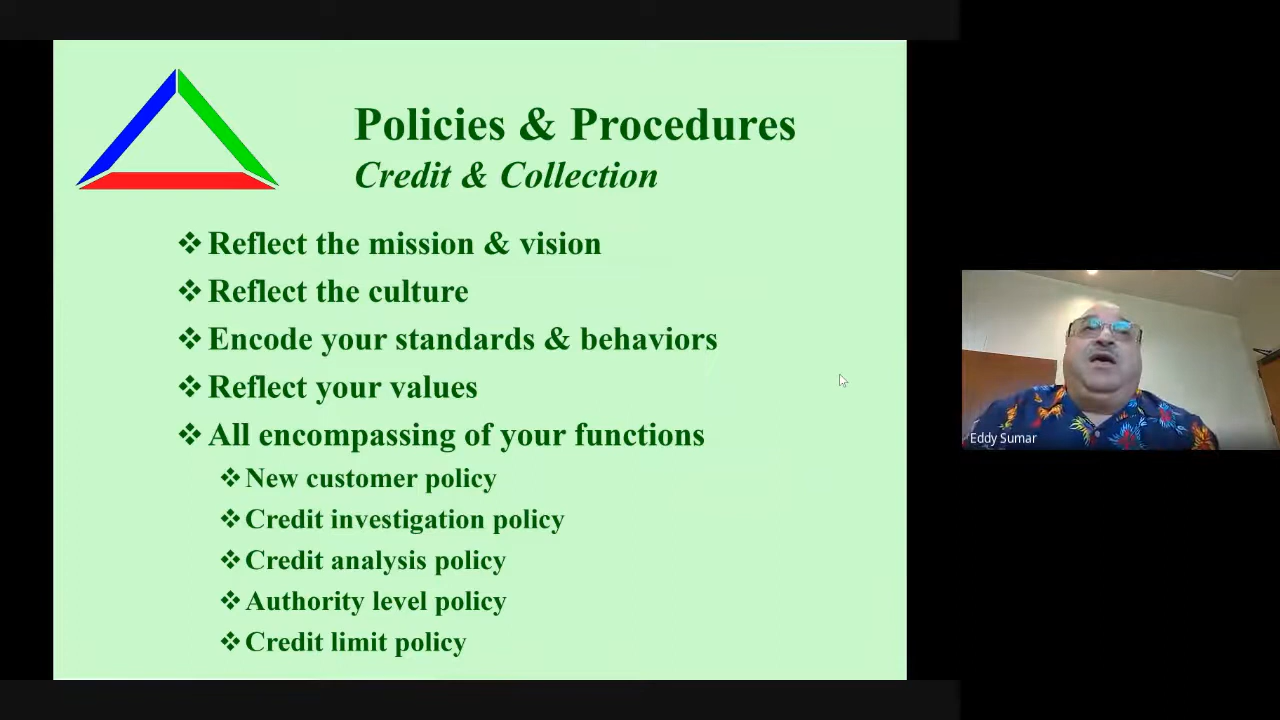 Policies & Procedures
Credit & Collection
❖ Reflect the mission & vision
❖ Reflect the culture
❖ Encode your standards & behaviors
❖ Reflect your values
❖ All encompassing of your functions
❖ New customer policy
❖ Credit investigation policy
❖ Credit analysis policy
❖ Authority level policy
❖ Credit limit policy
Eddy Sumar